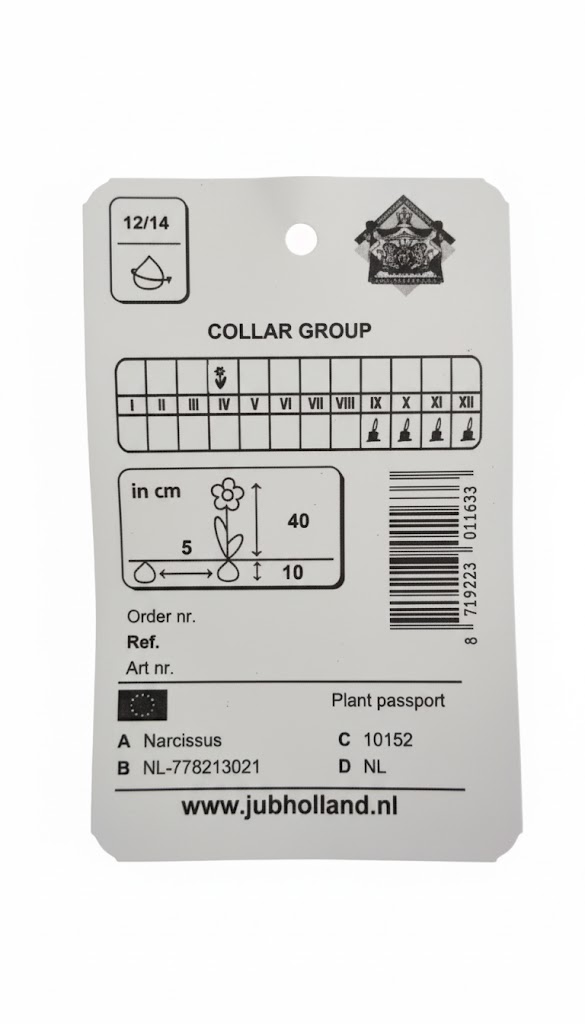 12/14
COLLAR GROUP
I II III IV V VI VII VIII IX X XI XII
in cm
40
5
10
8 719223 011633
Order nr.
Ref.
Art nr.
Plant passport
A Narcissus C 10152
B NL-778213021 D NL
www.jubholland.nl